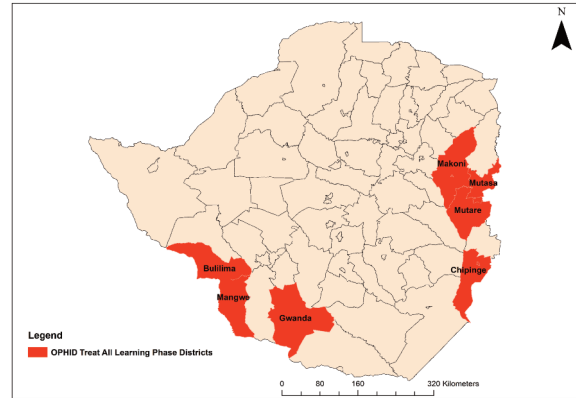 N
Makoni
Mutasa
Mutare
Chipinge
Bulilima
Mangwe
Gwanda
Legend
OPHID Treat All Learning Phase Districts
0 80 160 320 Kilometers